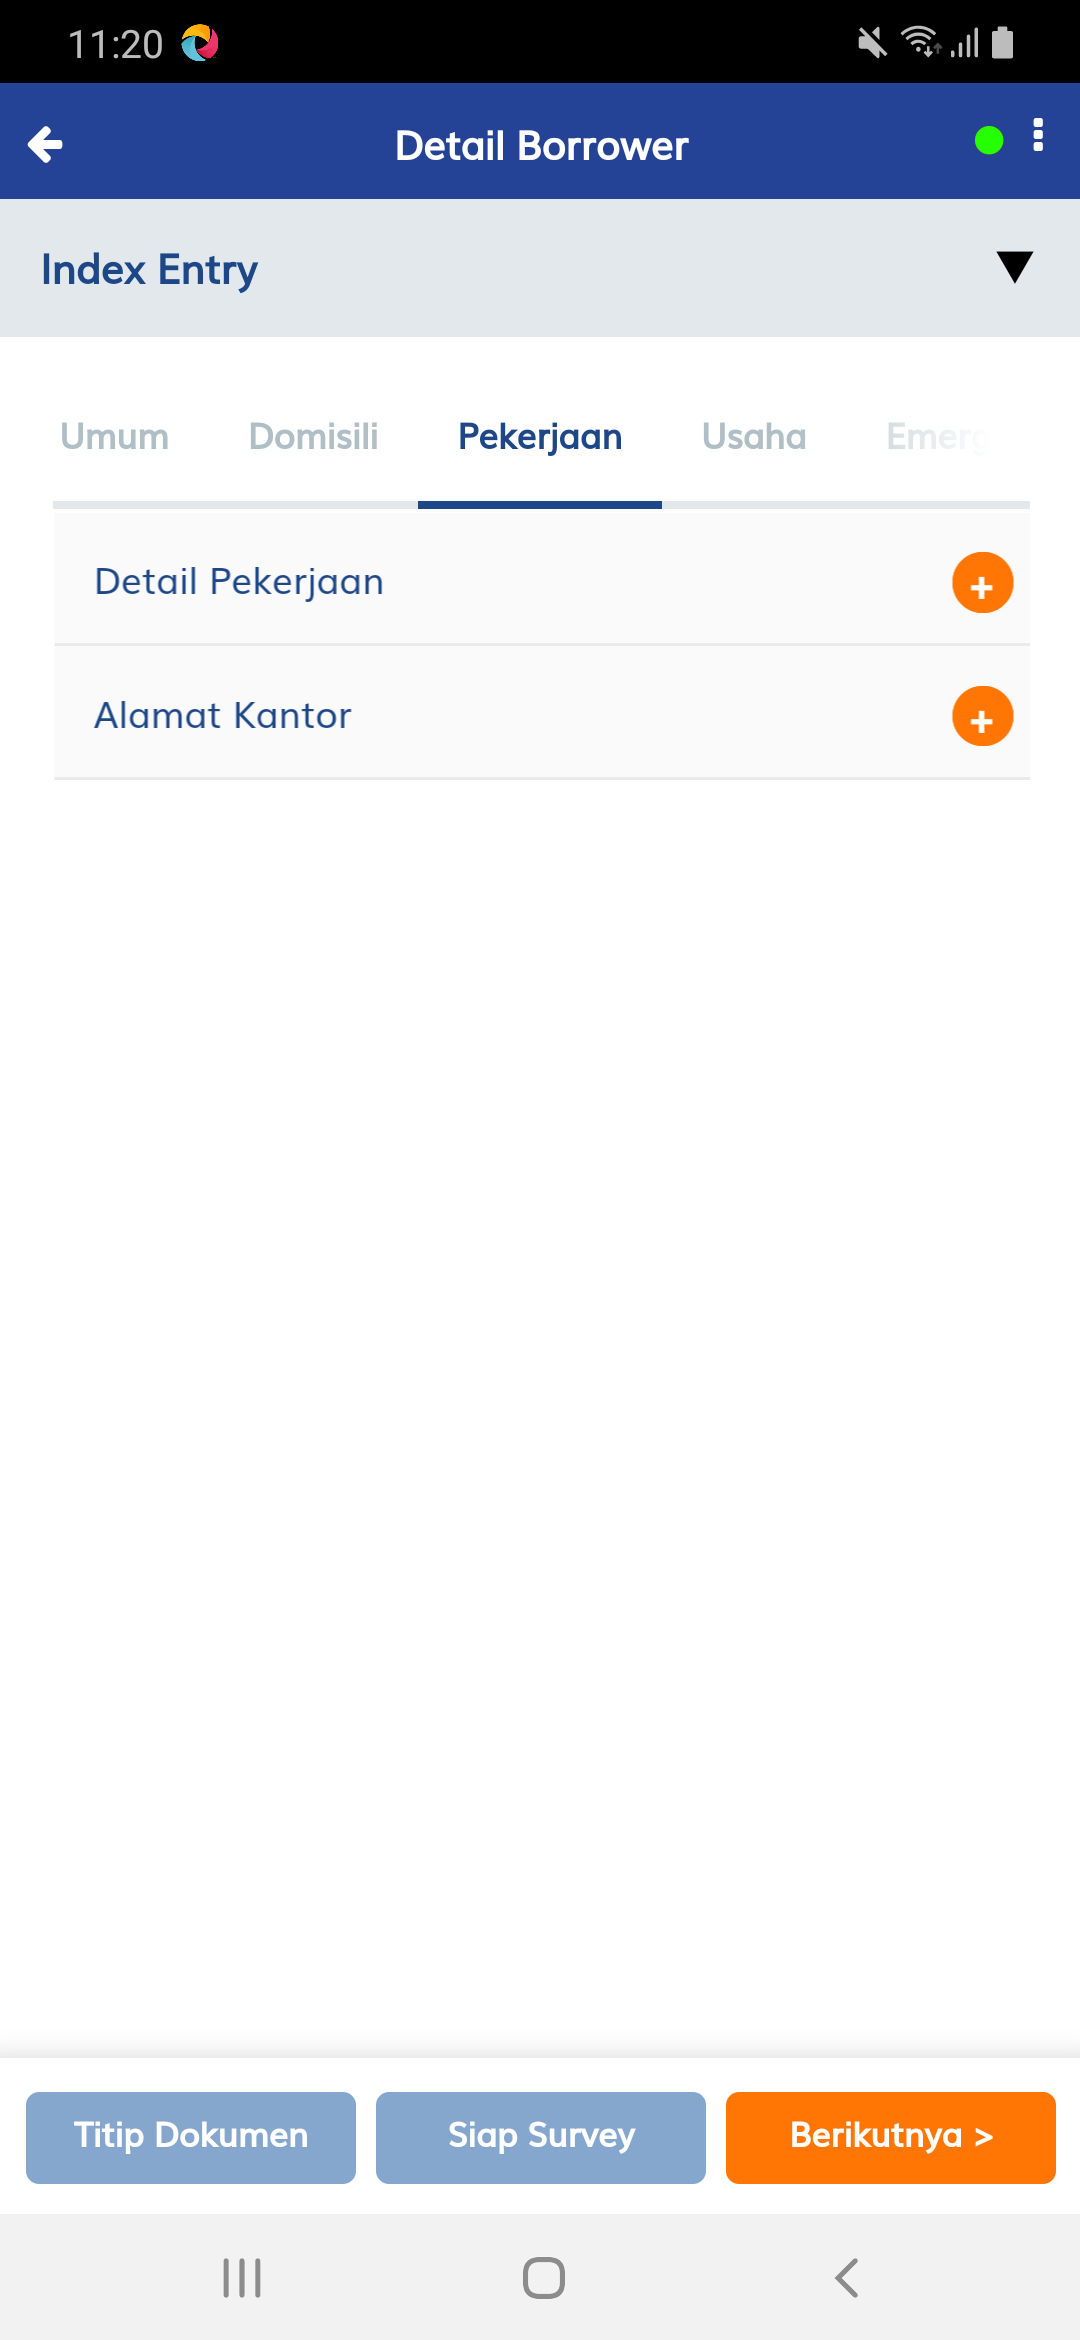 11:20
Detail Borrower
Index Entry
Umum Domisili Pekerjaan Usaha Emerg
Detail Pekerjaan
+
Alamat Kantor
+
Titip Dokumen Siap Survey Berikutnya >